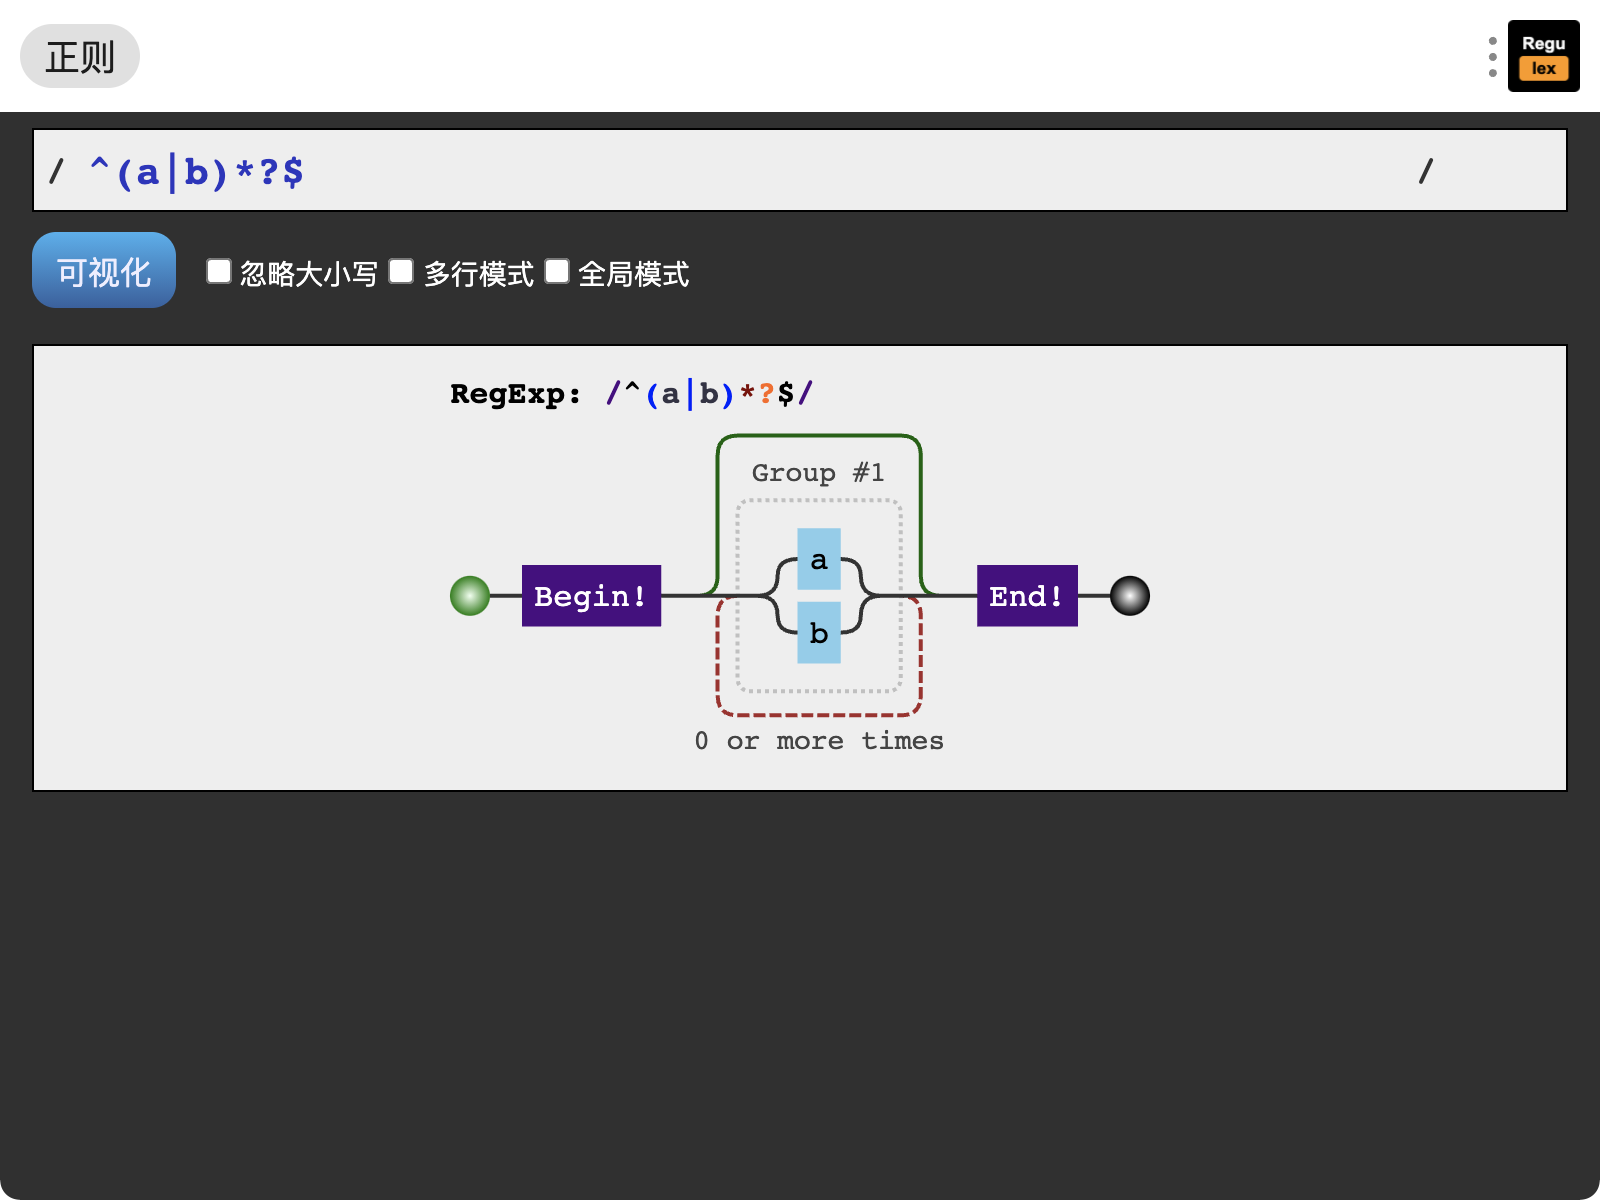 正则
Regu
lex
/ ^(a|b)*?$ /
可视化
忽略大小写 多行模式 全局模式
RegExp: /^(a|b)*?$/
Group #1
a
Begin! End!
b
0 or more times